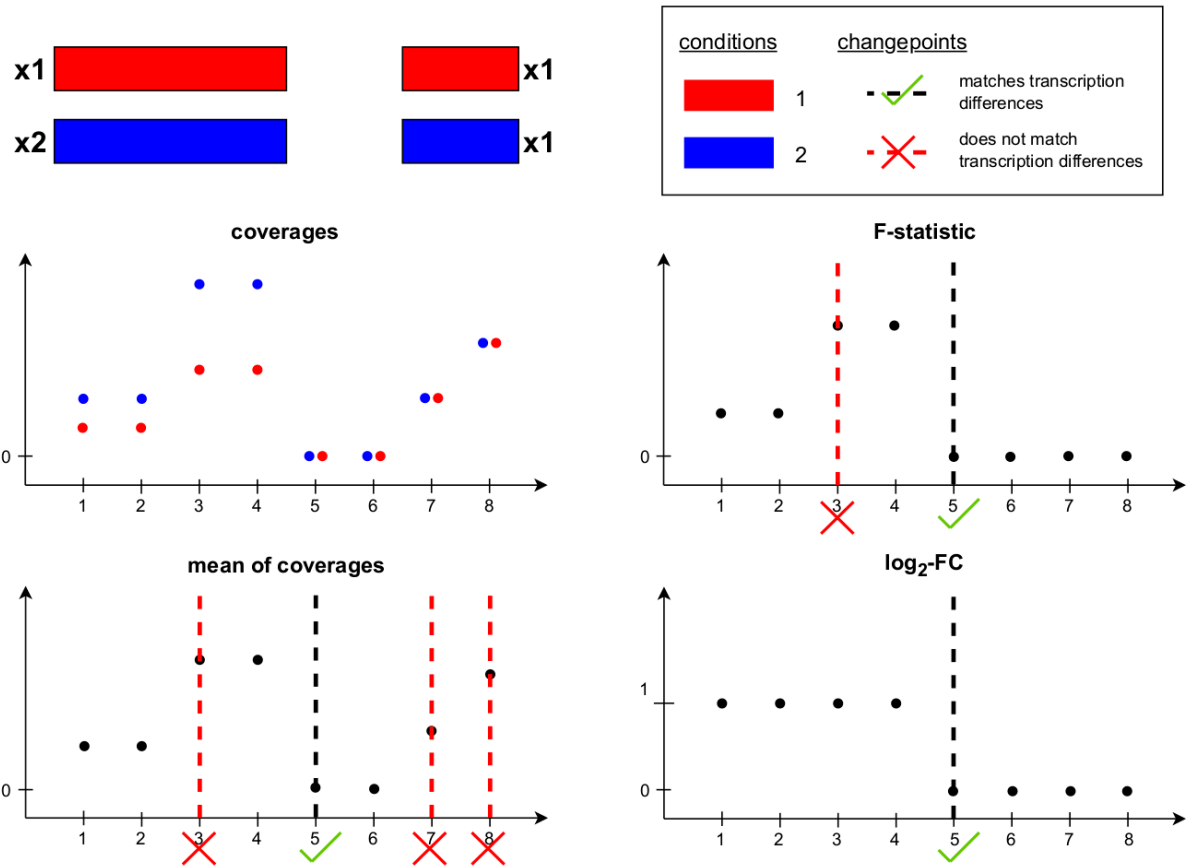 x1
x1
x2
x1
conditions
changepoints
1
matches transcription
differences
2
does not match
transcription differences
coverages
0
1 2 3 4 5 6 7 8
F-statistic
0
1 2 3 4 5 6 7 8
mean of coverages
0
1 2 3 4 5 6 7 8
log2-FC
1
0
1 2 3 4 5 6 7 8